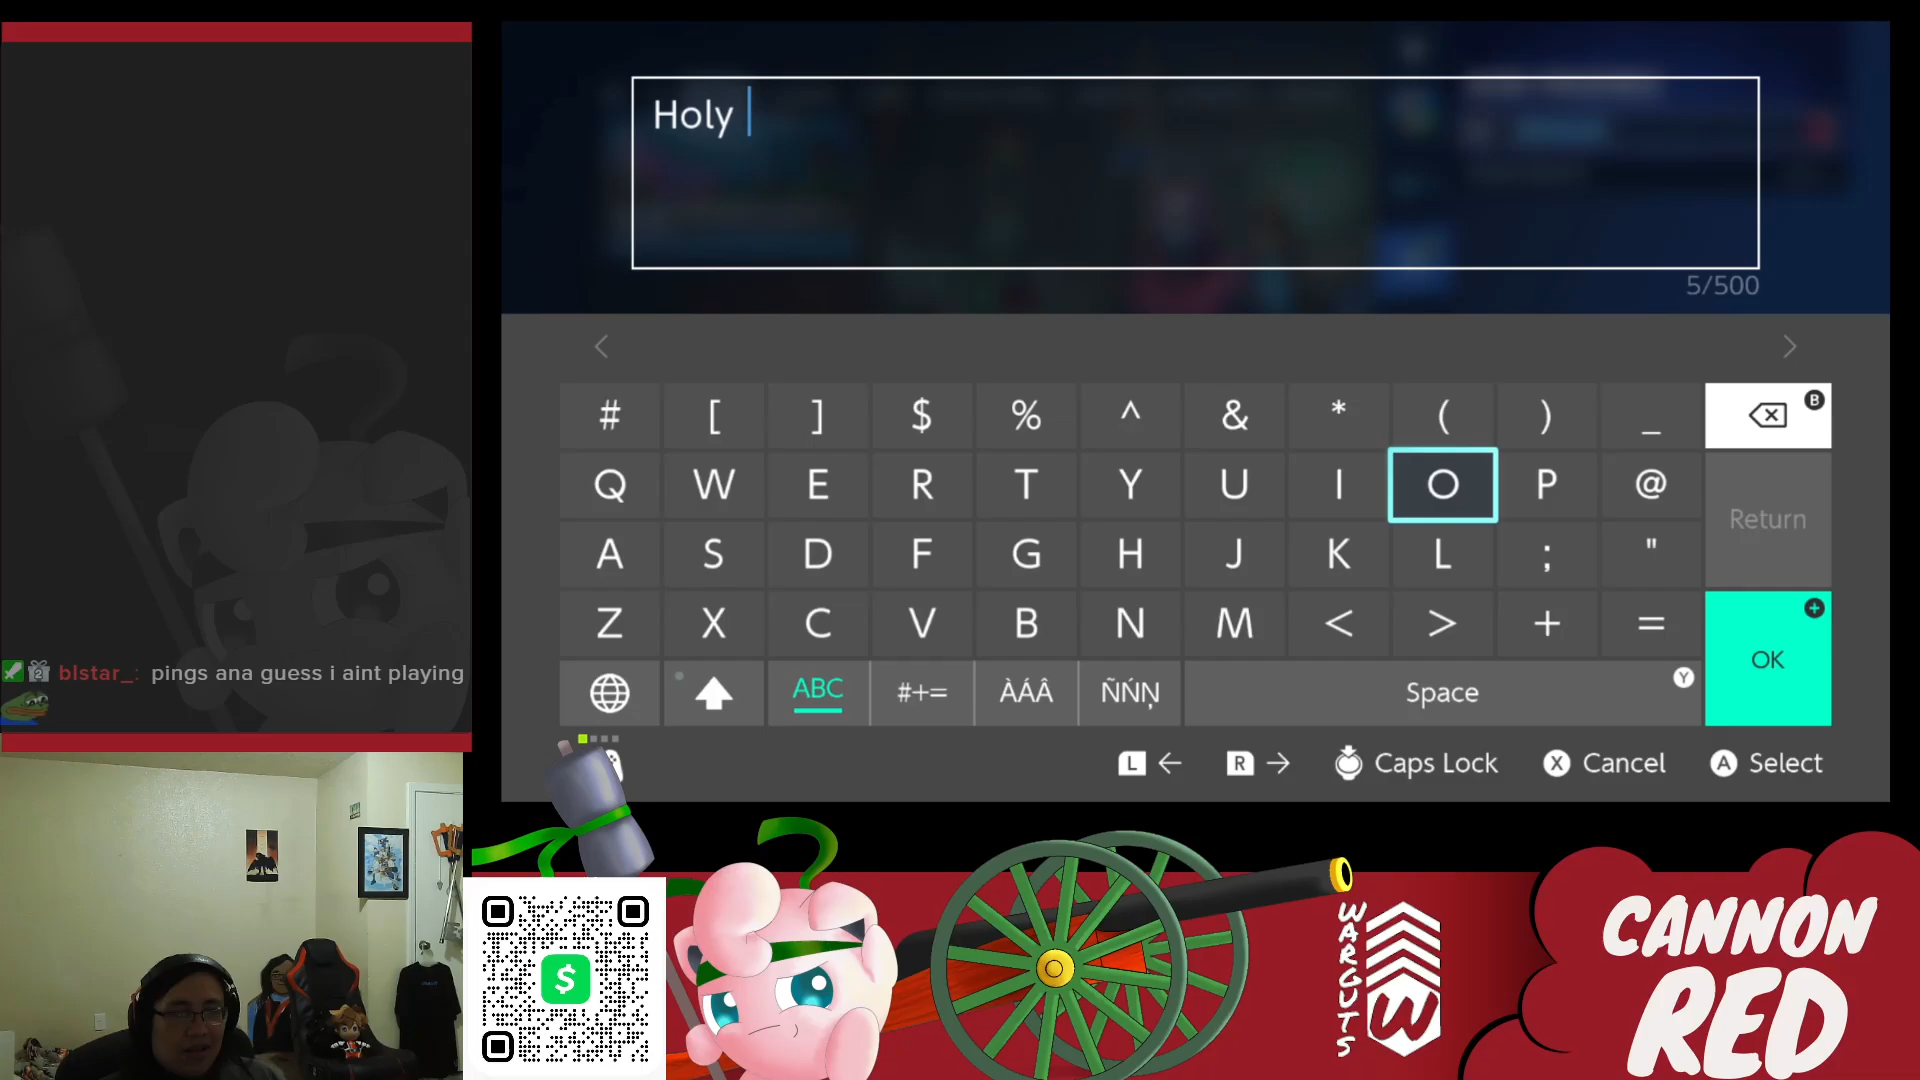 Holy
5/500
# [ ] $ % ^ & * ( ) _ B
Q W E R T Y U I O P @
Return
A S D F G H J K L ; "
Z X C V B N M < > + = +
OK
ABC #+= ÀÁÂ ÑŃŅ Space Y
L ← R → Caps Lock X Cancel A Select
blstar_: pings ana guess i aint playing
2
$
WARGUTS
W
CANNON
RED